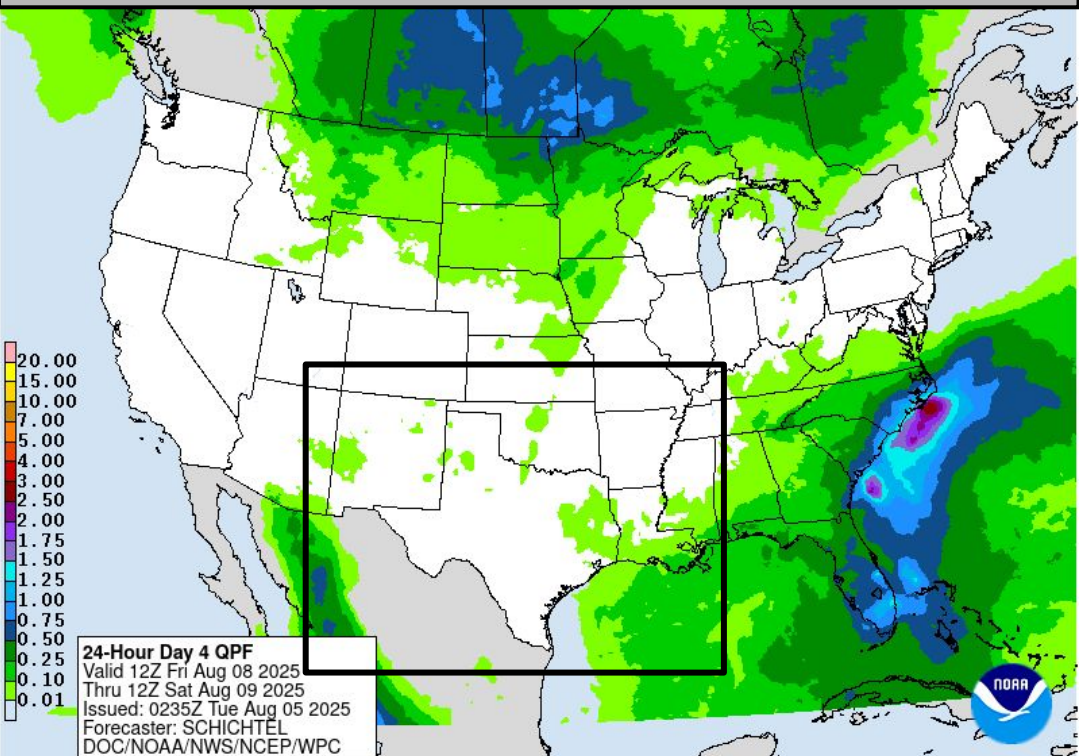 20.00
15.00
10.00
7.00
5.00
4.00
3.00
2.50
2.00
1.75
1.50
1.25
1.00
0.75
0.50
0.25
0.10
0.01
24-Hour Day 4 QPF
Valid 12Z Fri Aug 08 2025
Thru 12Z Sat Aug 09 2025
Issued: 0235Z Tue Aug 05 2025
Forecaster: SCHICHTEL
DOC/NOAA/NWS/NCEP/WPC
NOAA